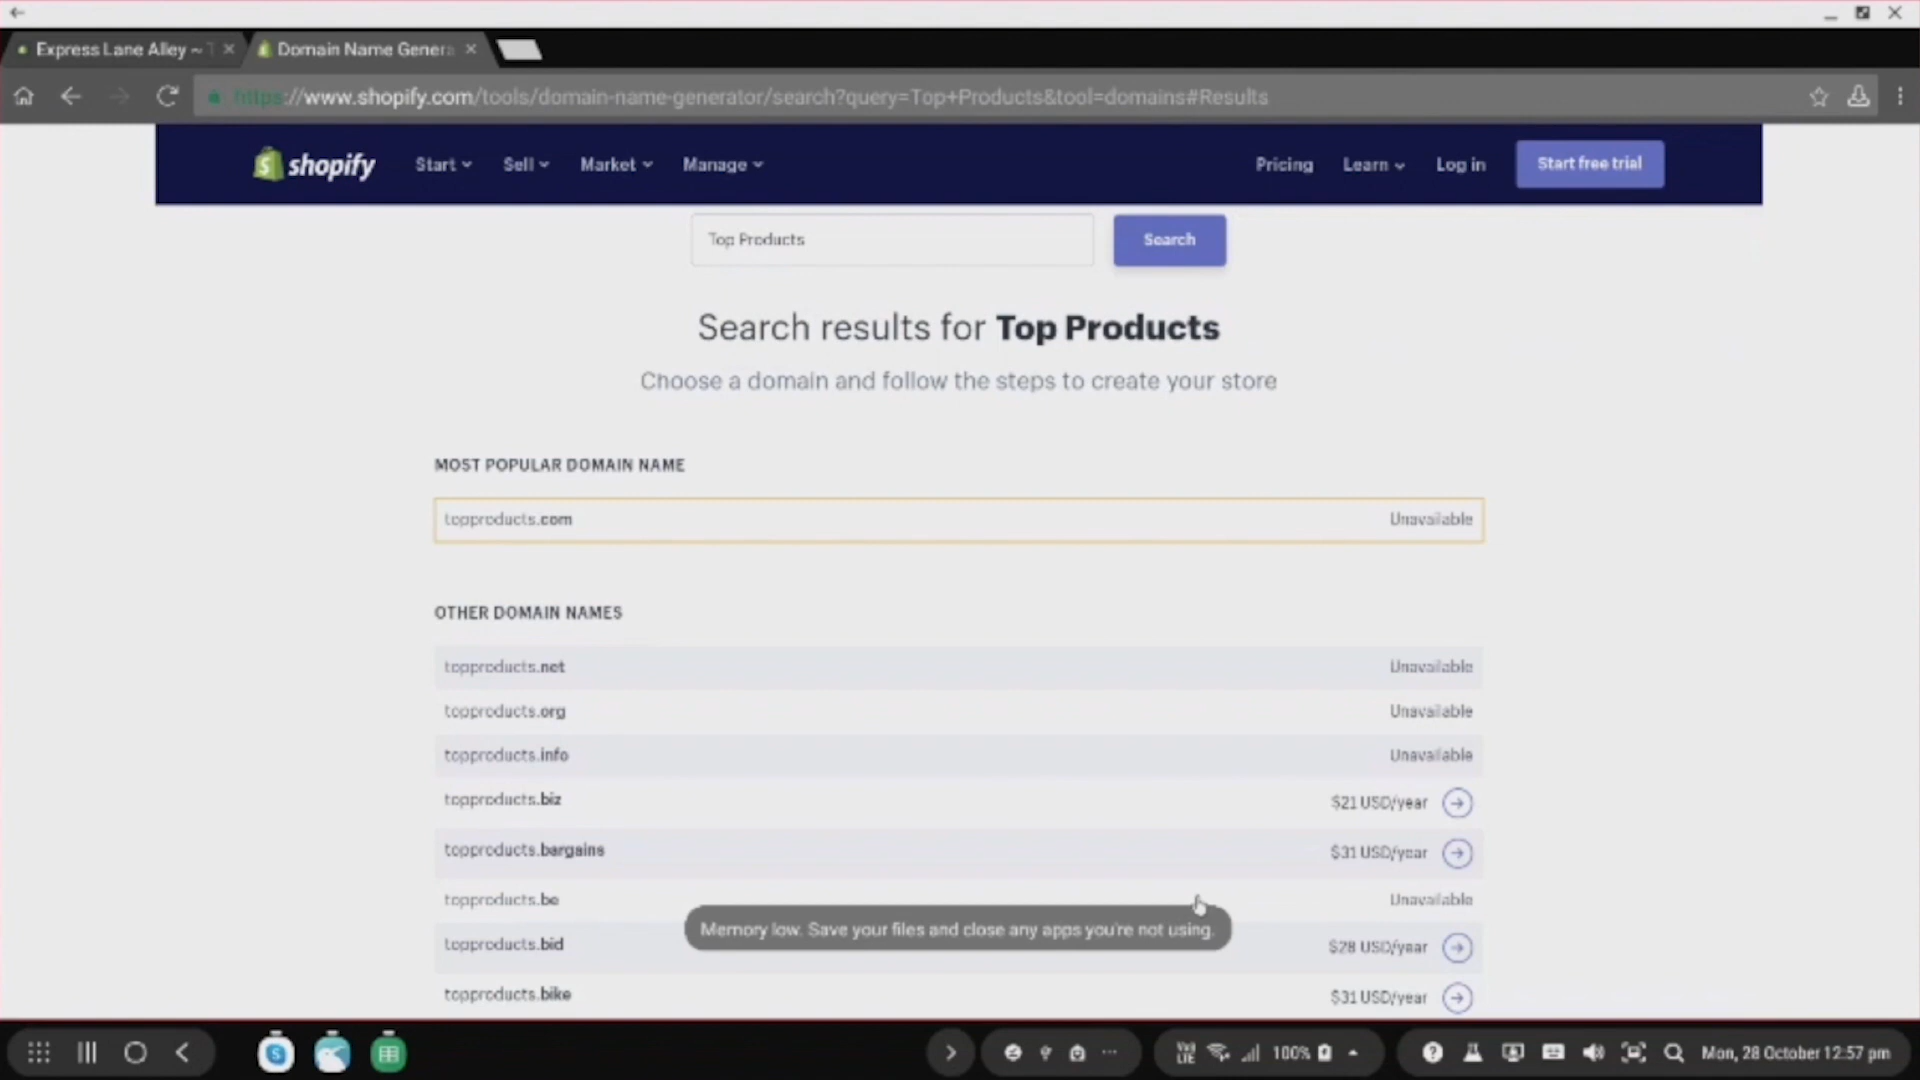 Express Lane Alley ~ T
Domain Name Genera
https://www.shopify.com/tools/domain-name-generator/search?query=Top+Products&tool=domains#Results
shopify
Start
Sell
Market
Manage
Pricing
Learn
Log in
Start free trial
Top Products
Search
Search results for Top Products
Choose a domain and follow the steps to create your store
MOST POPULAR DOMAIN NAME
topproducts.com Unavailable
OTHER DOMAIN NAMES
topproducts.net Unavailable
topproducts.org Unavailable
topproducts.info Unavailable
topproducts.biz $21 USD/year
topproducts.bargains $31 USD/year
topproducts.be Unavailable
Memory low. Save your files and close any apps you're not using.
topproducts.bid $28 USD/year
topproducts.bike $31 USD/year
VoI LTE 100% Mon, 28 October 12:57 pm